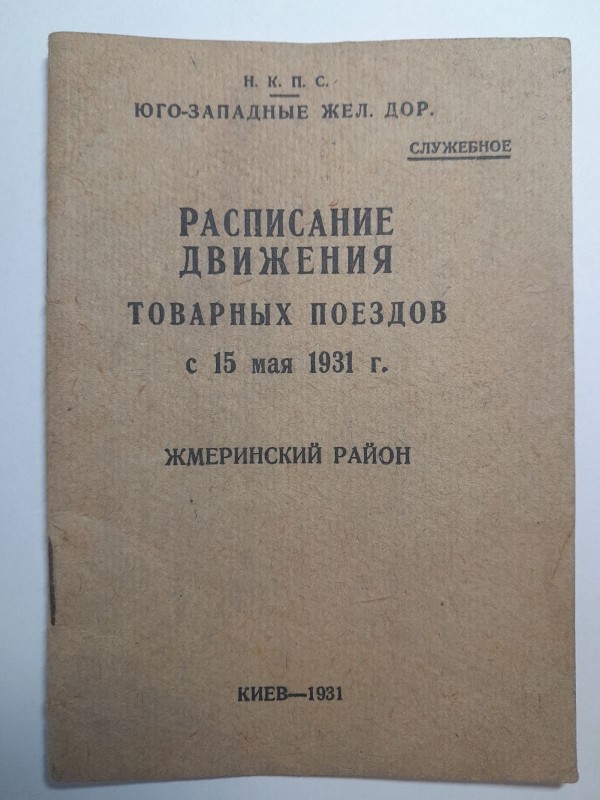 Н. К. П. С.
ЮГО-ЗАПАДНЫЕ ЖЕЛ. ДОР.
СЛУЖЕБНОЕ
РАСПИСАНИЕ
ДВИЖЕНИЯ
ТОВАРНЫХ ПОЕЗДОВ
с 15 мая 1931 г.
ЖМЕРИНСКИЙ РАЙОН
КИЕВ—1931